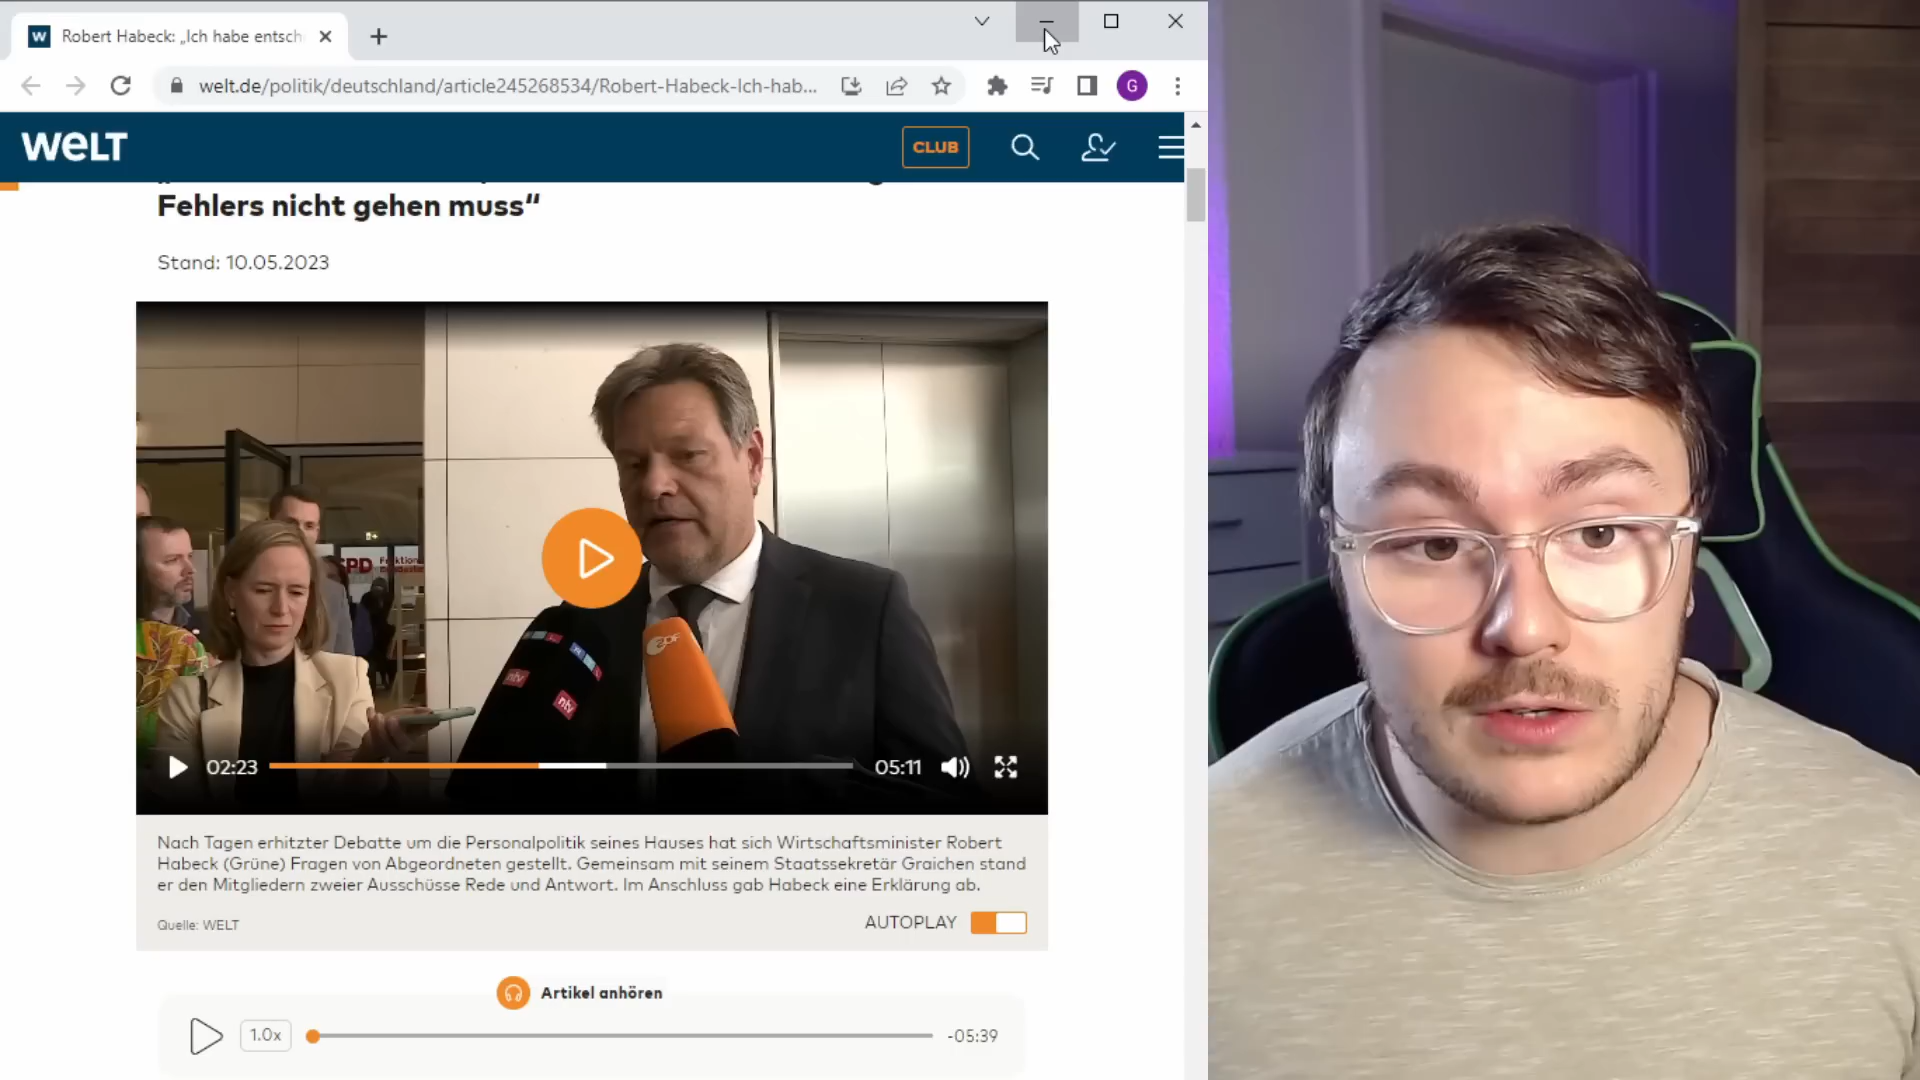 Robert Habeck: „Ich habe entsch
welt.de/politik/deutschland/article245268534/Robert-Habeck-Ich-hab...
G
WELT
CLUB
Fehlers nicht gehen muss“
Stand: 10.05.2023
SPD Fraktion
ntv
ntv
ZDF
02:23
05:11
Nach Tagen erhitzter Debatte um die Personalpolitik seines Hauses hat sich Wirtschaftsminister Robert
Habeck (Grüne) Fragen von Abgeordneten gestellt. Gemeinsam mit seinem Staatssekretär Graichen stand
er den Mitgliedern zweier Ausschüsse Rede und Antwort. Im Anschluss gab Habeck eine Erklärung ab.
Quelle: WELT
AUTOPLAY
Artikel anhören
1.0x
-05:39